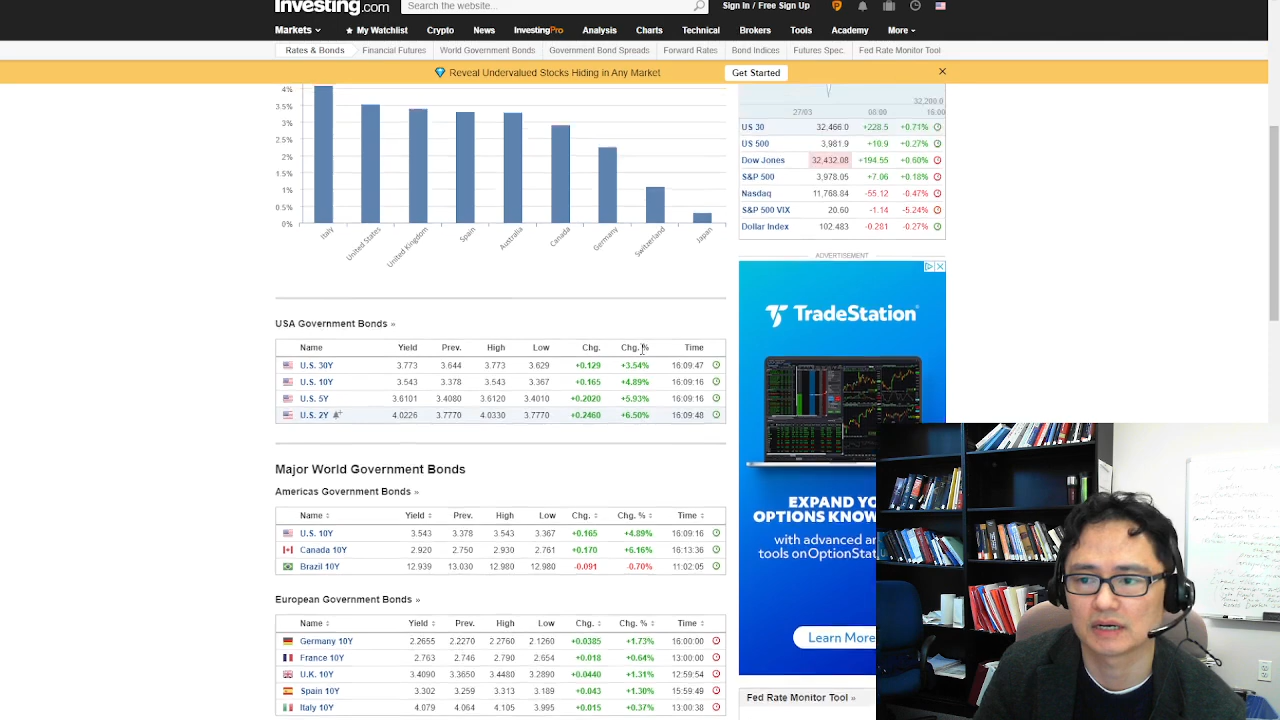 Investing.com Search the website... Sign In / Free Sign Up
Markets My Watchlist Crypto News InvestingPro Analysis Charts Technical Brokers Tools Academy More
Rates & Bonds Financial Futures World Government Bonds Government Bond Spreads Forward Rates Bond Indices Futures Spec. Fed Rate Monitor Tool
Reveal Undervalued Stocks Hiding in Any Market Get Started
4%
3.5%
3%
2.5%
2%
1.5%
1%
0.5%
0%
Italy
United States
United Kingdom
Spain
Australia
Canada
Germany
Switzerland
Japan
32,200.0
27/03 08:00 16:00
US 30 32,466.0 +228.5 +0.71%
US 500 3,981.9 +10.9 +0.27%
Dow Jones 32,432.08 +194.55 +0.60%
S&P 500 3,978.05 +7.06 +0.18%
Nasdaq 11,768.84 -55.12 -0.47%
S&P 500 VIX 20.60 -1.14 -5.24%
Dollar Index 102.483 -0.281 -0.27%
ADVERTISEMENT
TradeStation
EXPAND YO
OPTIONS KNOW
with advanced an
tools on OptionStat
Learn More
Fed Rate Monitor Tool »
USA Government Bonds »
Name Yield Prev. High Low Chg. Chg. % Time
U.S. 30Y 3.773 3.644 3.773 3.629 +0.129 +3.54% 16:09:47
U.S. 10Y 3.543 3.378 3.543 3.367 +0.165 +4.89% 16:09:16
U.S. 5Y 3.6101 3.4080 3.6120 3.4010 +0.2020 +5.93% 16:09:16
U.S. 2Y 4.0226 3.7770 4.0330 3.7770 +0.2460 +6.50% 16:09:48
Major World Government Bonds
Americas Government Bonds »
Name Yield Prev. High Low Chg. Chg. % Time
U.S. 10Y 3.543 3.378 3.543 3.367 +0.165 +4.89% 16:09:16
Canada 10Y 2.920 2.750 2.930 2.761 +0.170 +6.16% 16:13:36
Brazil 10Y 12.939 13.030 12.980 12.980 -0.091 -0.70% 11:02:05
European Government Bonds »
Name Yield Prev. High Low Chg. Chg. % Time
Germany 10Y 2.2655 2.2270 2.2760 2.1260 +0.0385 +1.73% 16:00:00
France 10Y 2.763 2.746 2.790 2.654 +0.018 +0.64% 13:00:00
U.K. 10Y 3.4090 3.3650 3.4480 3.2890 +0.0440 +1.31% 12:59:54
Spain 10Y 3.302 3.259 3.313 3.189 +0.043 +1.30% 15:59:49
Italy 10Y 4.079 4.064 4.105 3.995 +0.015 +0.37% 13:00:38